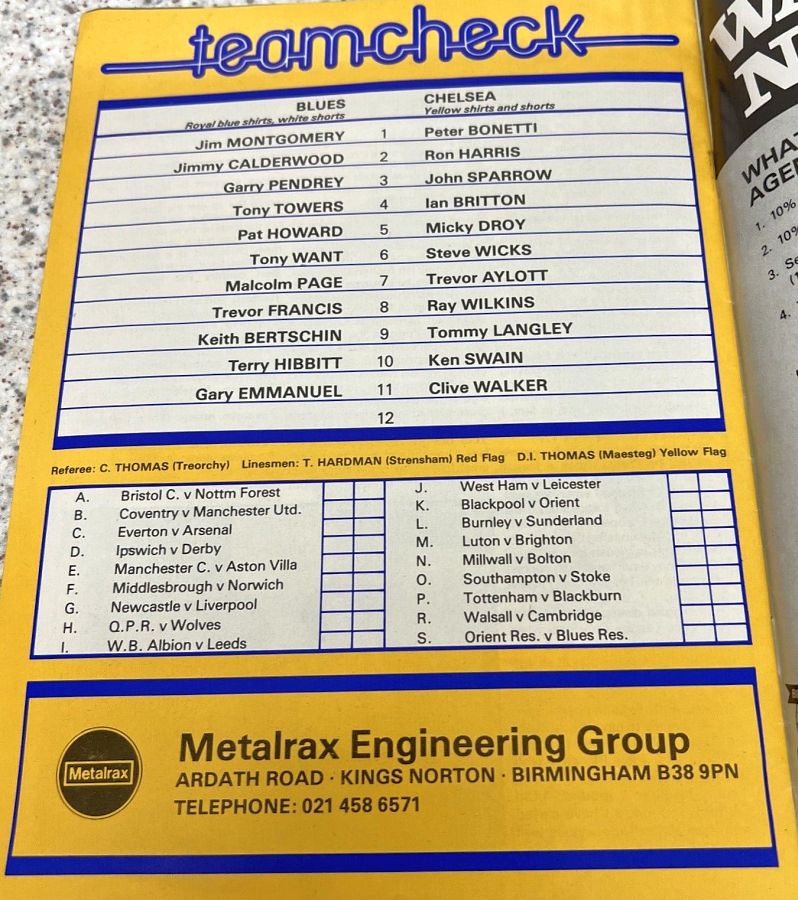 teamcheck
BLUES CHELSEA
Royal blue shirts, white shorts Yellow shirts and shorts
Jim MONTGOMERY 1 Peter BONETTI
Jimmy CALDERWOOD 2 Ron HARRIS
Garry PENDREY 3 John SPARROW
Tony TOWERS 4 Ian BRITTON
Pat HOWARD 5 Micky DROY
Tony WANT 6 Steve WICKS
Malcolm PAGE 7 Trevor AYLOTT
Trevor FRANCIS 8 Ray WILKINS
Keith BERTSCHIN 9 Tommy LANGLEY
Terry HIBBITT 10 Ken SWAIN
Gary EMMANUEL 11 Clive WALKER
12
Referee: C. THOMAS (Treorchy) Linesmen: T. HARDMAN (Strensham) Red Flag D.I. THOMAS (Maesteg) Yellow Flag
A. Bristol C. v Nottm Forest
B. Coventry v Manchester Utd.
C. Everton v Arsenal
D. Ipswich v Derby
E. Manchester C. v Aston Villa
F. Middlesbrough v Norwich
G. Newcastle v Liverpool
H. Q.P.R. v Wolves
I. W.B. Albion v Leeds
J. West Ham v Leicester
K. Blackpool v Orient
L. Burnley v Sunderland
M. Luton v Brighton
N. Millwall v Bolton
O. Southampton v Stoke
P. Tottenham v Blackburn
R. Walsall v Cambridge
S. Orient Res. v Blues Res.
Metalrax
Metalrax Engineering Group
ARDATH ROAD · KINGS NORTON · BIRMINGHAM B38 9PN
TELEPHONE: 021 458 6571
1. 10%
2. 10%
3.
4.